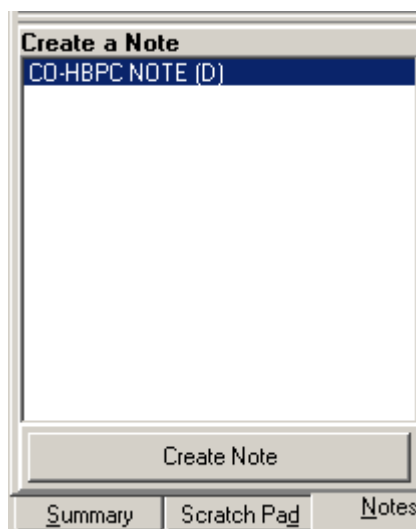 Create a Note
CO-HBPC NOTE (D)
Create Note
Summary Scratch Pad Notes